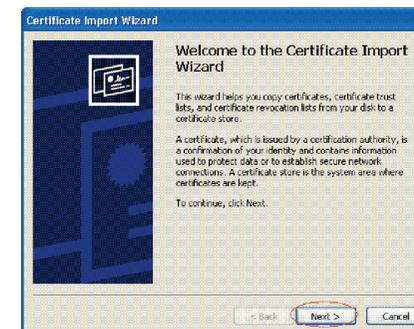 Certificate Import Wizard
Welcome to the Certificate Import
Wizard
This wizard helps you copy certificates, certificate trust
lists, and certificate revocation lists from your disk to a
certificate store.
A certificate, which is issued by a certification authority, is
a confirmation of your identity and contains information
used to protect data or to establish secure network
connections. A certificate store is the system area where
certificates are kept.
To continue, click Next.
< Back
Next >
Cancel